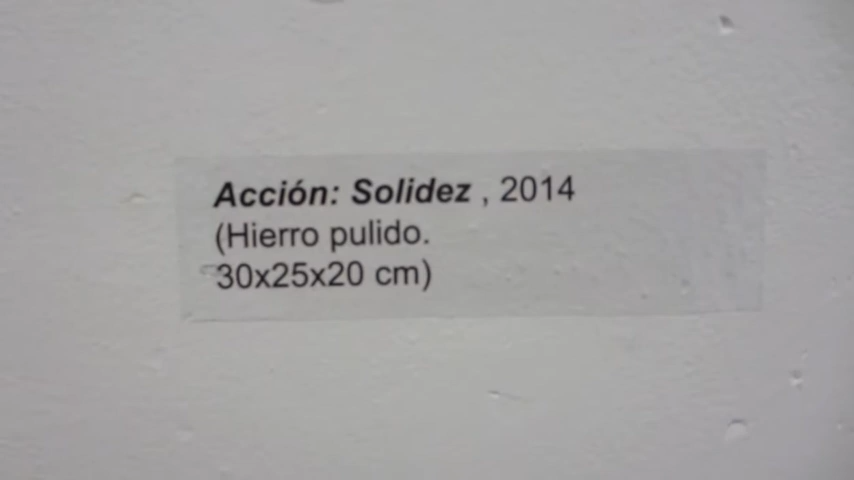 Acción: Solidez , 2014
(Hierro pulido.
30x25x20 cm)